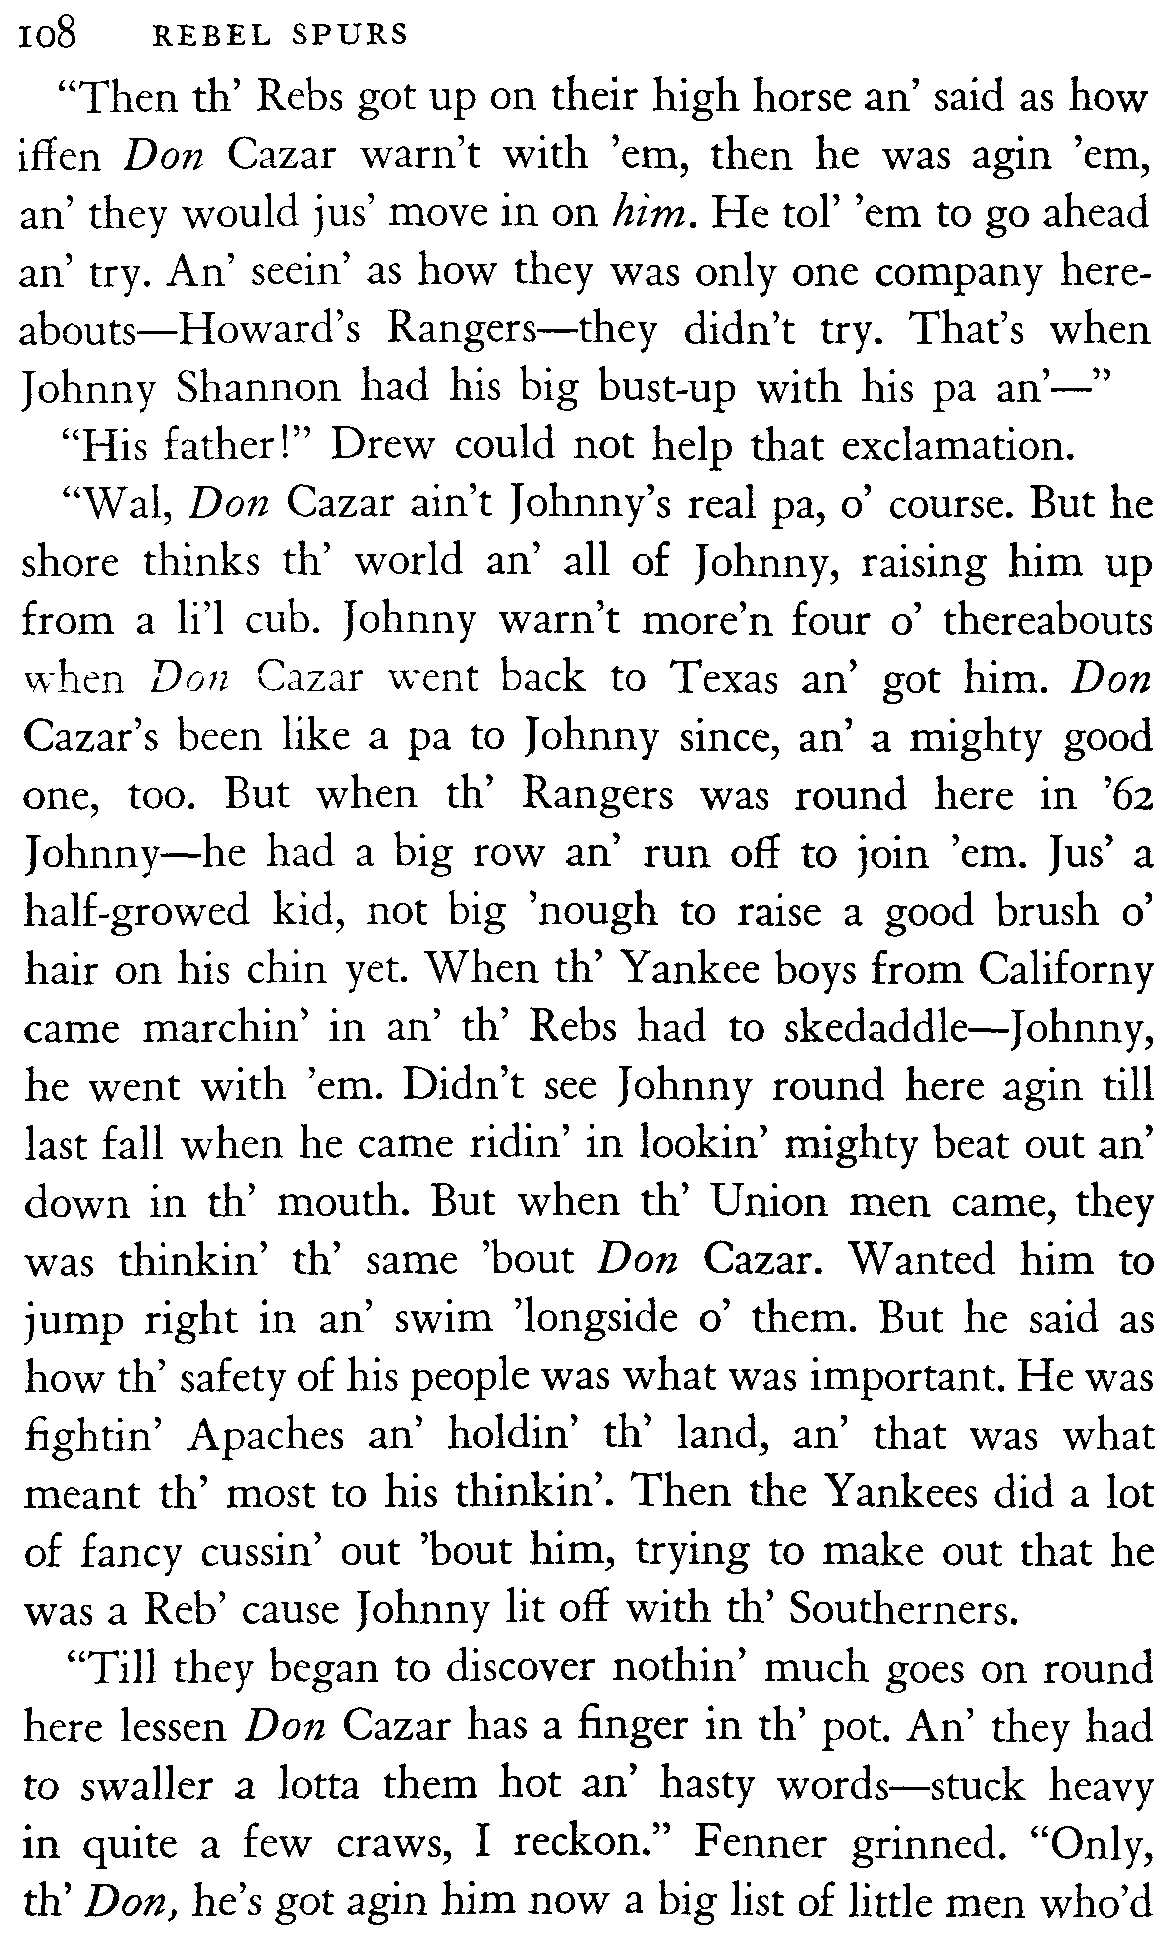 108 REBEL SPURS
“Then th’ Rebs got up on their high horse an’ said as how
iffen Don Cazar warn’t with ’em, then he was agin ’em,
an’ they would jus’ move in on him. He tol’ ’em to go ahead
an’ try. An’ seein’ as how they was only one company here-
abouts—Howard’s Rangers—they didn’t try. That’s when
Johnny Shannon had his big bust-up with his pa an’—”
“His father!” Drew could not help that exclamation.
“Wal, Don Cazar ain’t Johnny’s real pa, o’ course. But he
shore thinks th’ world an’ all of Johnny, raising him up
from a li’l cub. Johnny warn’t more’n four o’ thereabouts
when Don Cazar went back to Texas an’ got him. Don
Cazar’s been like a pa to Johnny since, an’ a mighty good
one, too. But when th’ Rangers was round here in ’62
Johnny—he had a big row an’ run off to join ’em. Jus’ a
half-growed kid, not big ’nough to raise a good brush o’
hair on his chin yet. When th’ Yankee boys from Californy
came marchin’ in an’ th’ Rebs had to skedaddle—Johnny,
he went with ’em. Didn’t see Johnny round here agin till
last fall when he came ridin’ in lookin’ mighty beat out an’
down in th’ mouth. But when th’ Union men came, they
was thinkin’ th’ same ’bout Don Cazar. Wanted him to
jump right in an’ swim ’longside o’ them. But he said as
how th’ safety of his people was what was important. He was
fightin’ Apaches an’ holdin’ th’ land, an’ that was what
meant th’ most to his thinkin’. Then the Yankees did a lot
of fancy cussin’ out ’bout him, trying to make out that he
was a Reb’ cause Johnny lit off with th’ Southerners.
“Till they began to discover nothin’ much goes on round
here lessen Don Cazar has a finger in th’ pot. An’ they had
to swaller a lotta them hot an’ hasty words—stuck heavy
in quite a few craws, I reckon.” Fenner grinned. “Only,
th’ Don, he’s got agin him now a big list of little men who’d